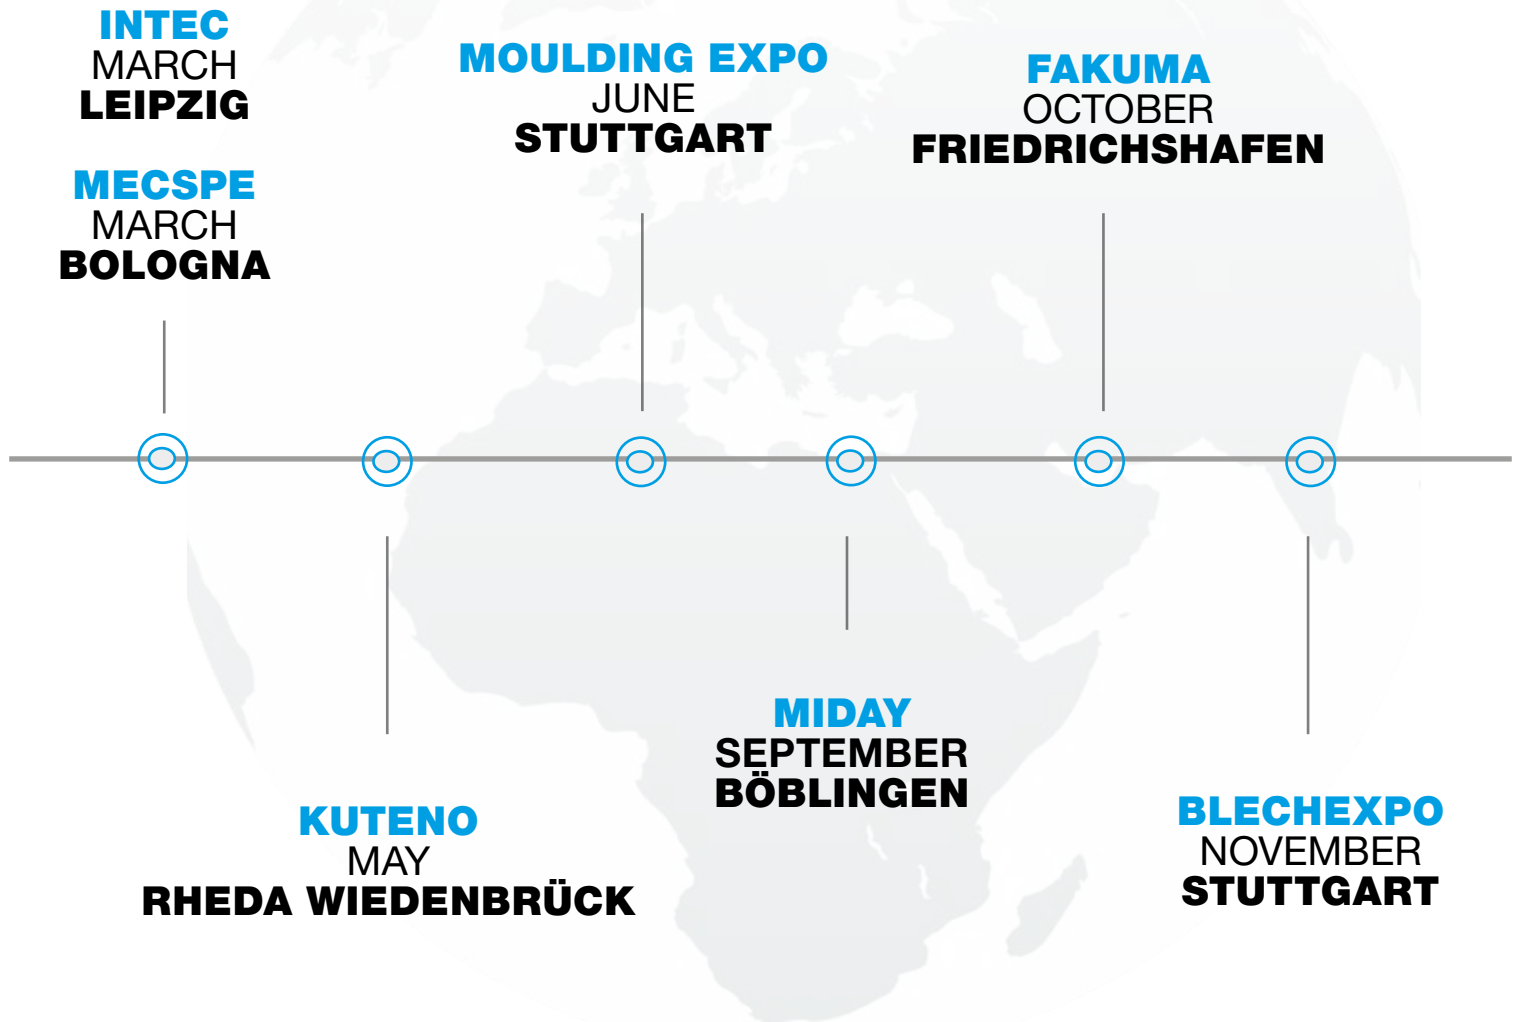 INTEC
MARCH
LEIPZIG
MECSPE
MARCH
BOLOGNA
MOULDING EXPO
JUNE
STUTTGART
FAKUMA
OCTOBER
FRIEDRICHSHAFEN
KUTENO
MAY
RHEDA WIEDENBRÜCK
MIDAY
SEPTEMBER
BÖBLINGEN
BLECHEXPO
NOVEMBER
STUTTGART